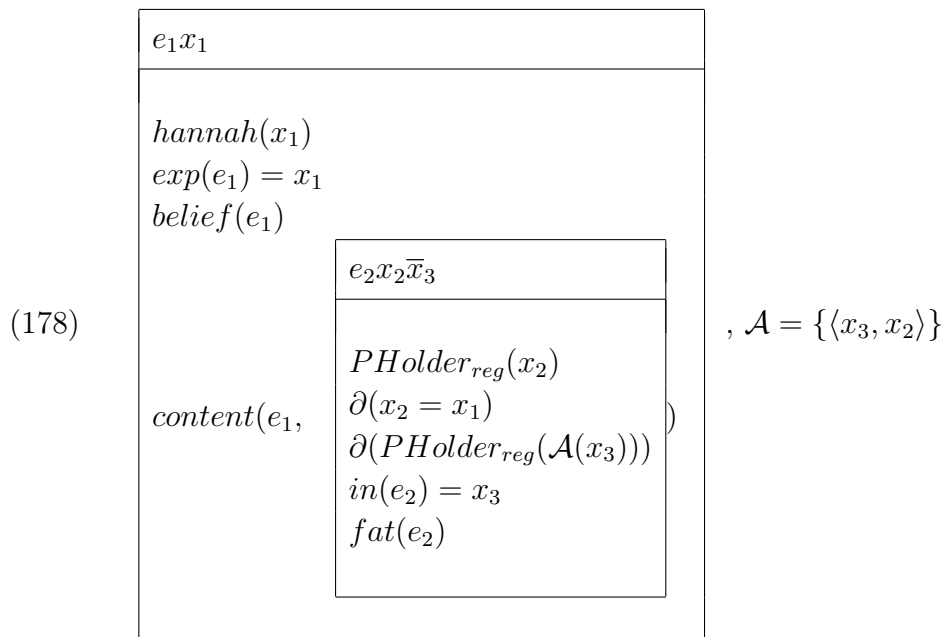 e₁x₁
hannah(x₁)
exp(e₁) = x₁
belief(e₁)
e₂x₂x̅₃
PHolder_reg(x₂)
∂(x₂ = x₁)
(178) content(e₁, ) , 𝒜 = {⟨x₃, x₂⟩}
∂(PHolder_reg(𝒜(x₃)))
in(e₂) = x₃
fat(e₂)